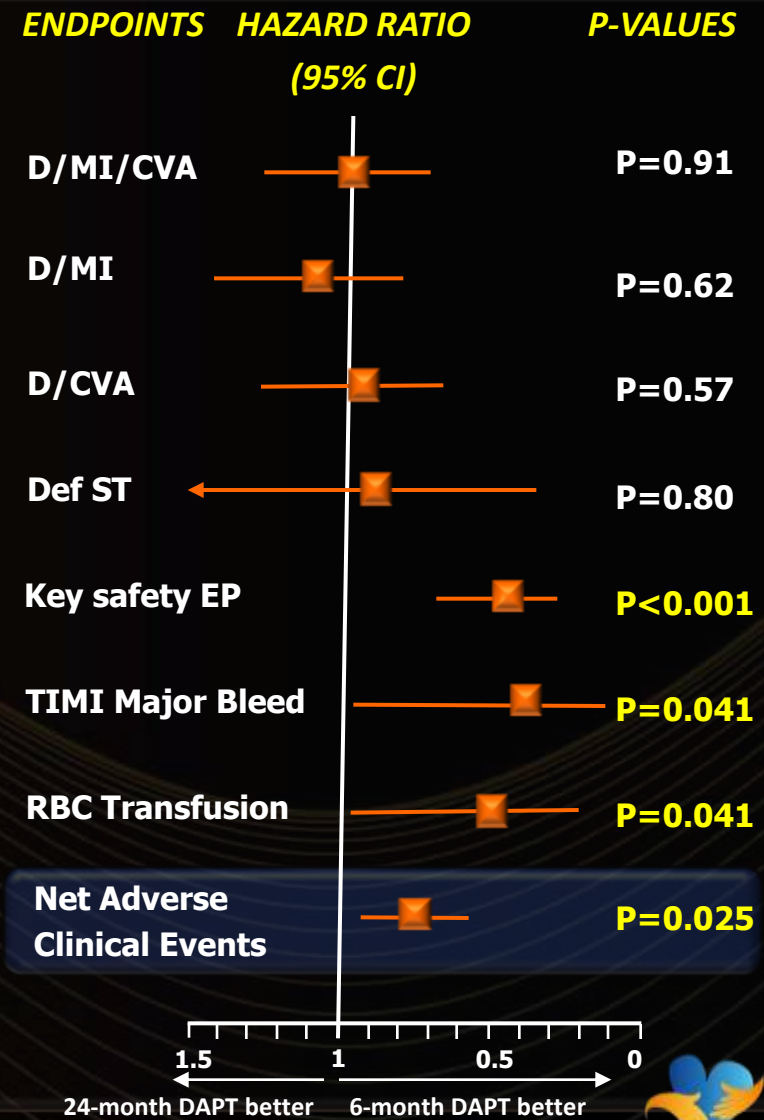 ENDPOINTS HAZARD RATIO P-VALUES
(95% CI)
D/MI/CVA P=0.91
D/MI P=0.62
D/CVA P=0.57
Def ST P=0.80
Key safety EP P<0.001
TIMI Major Bleed P=0.041
RBC Transfusion P=0.041
Net Adverse
Clinical Events P=0.025
1.5 1 0.5 0
24-month DAPT better 6-month DAPT better